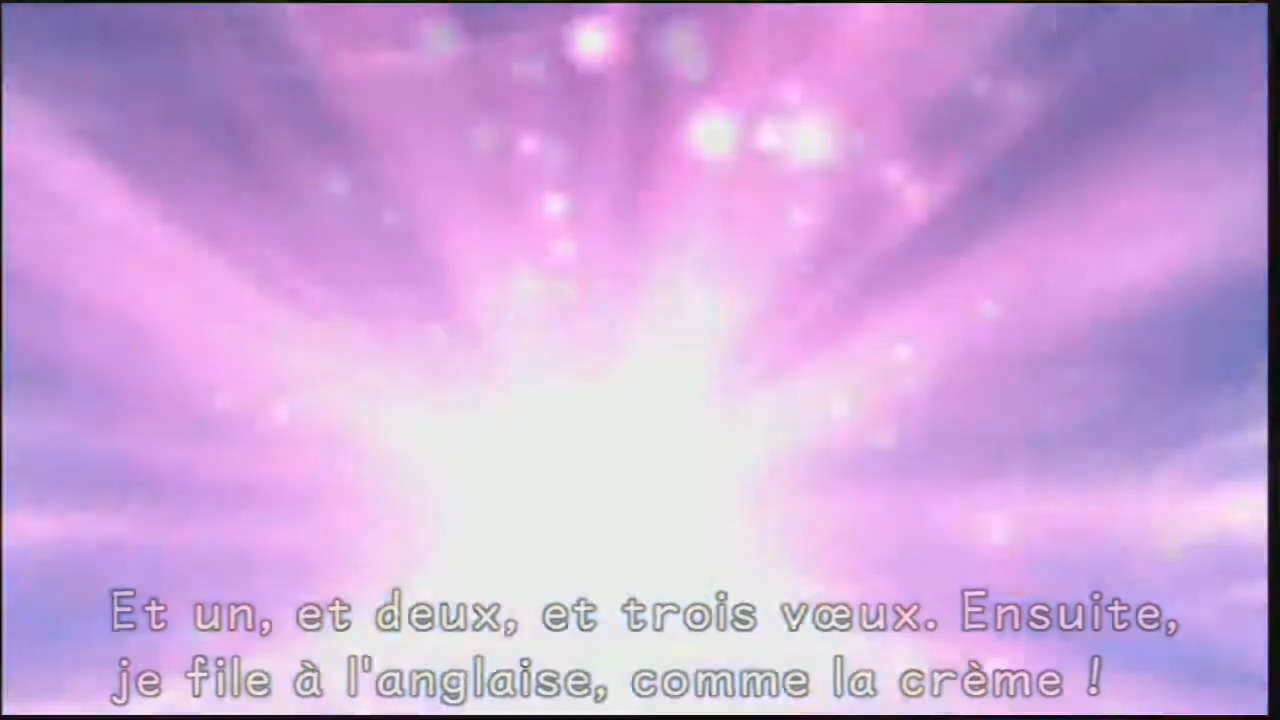 Et un, et deux, et trois vœux. Ensuite,
je file à l'anglaise, comme la crème !